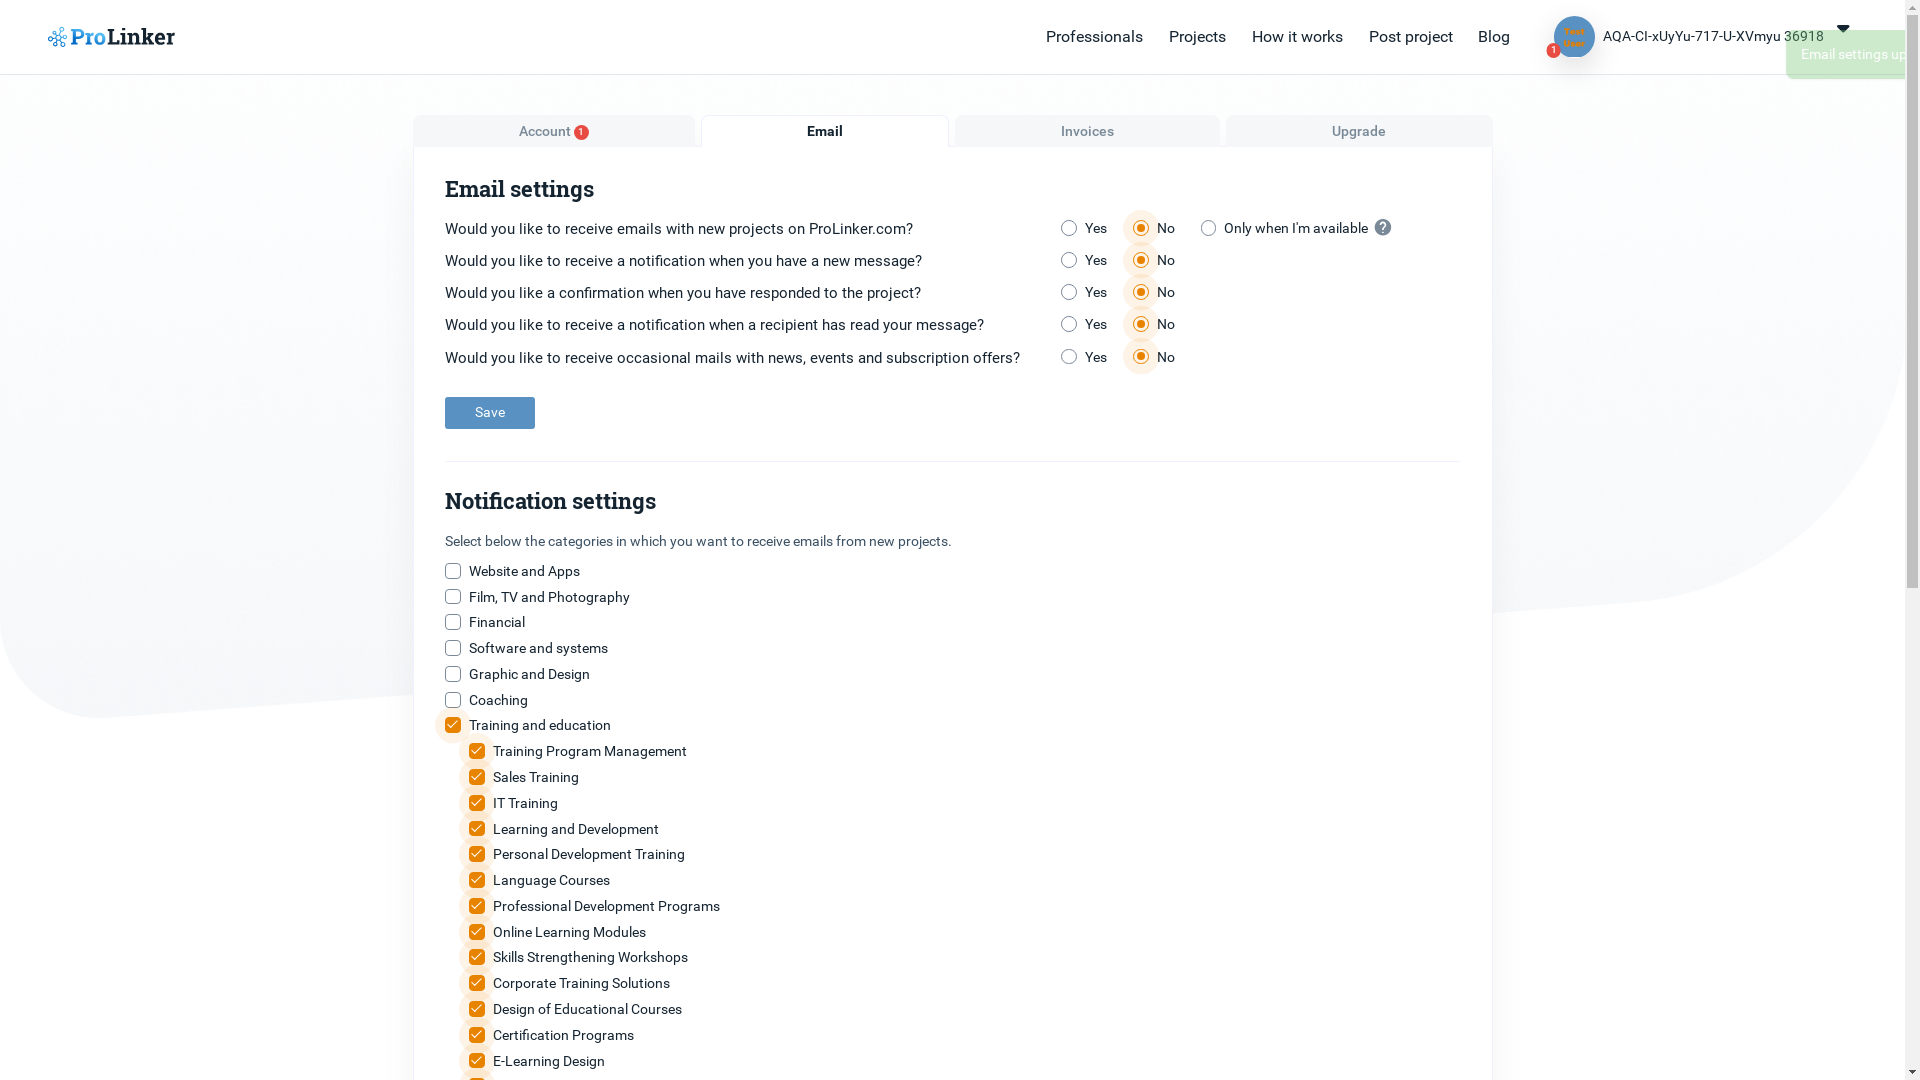 ProLinker
Professionals
Projects
How it works
Post project
Blog
1
AQA-CI-xUyYu-717-U-XVmyu 36918
Email settings up
Account 1
Email
Invoices
Upgrade
Email settings
Would you like to receive emails with new projects on ProLinker.com? Yes No Only when I'm available ?
Would you like to receive a notification when you have a new message? Yes No
Would you like a confirmation when you have responded to the project? Yes No
Would you like to receive a notification when a recipient has read your message? Yes No
Would you like to receive occasional mails with news, events and subscription offers? Yes No
Save
Notification settings
Select below the categories in which you want to receive emails from new projects.
Website and Apps
Film, TV and Photography
Financial
Software and systems
Graphic and Design
Coaching
Training and education
Training Program Management
Sales Training
IT Training
Learning and Development
Personal Development Training
Language Courses
Professional Development Programs
Online Learning Modules
Skills Strengthening Workshops
Corporate Training Solutions
Design of Educational Courses
Certification Programs
E-Learning Design